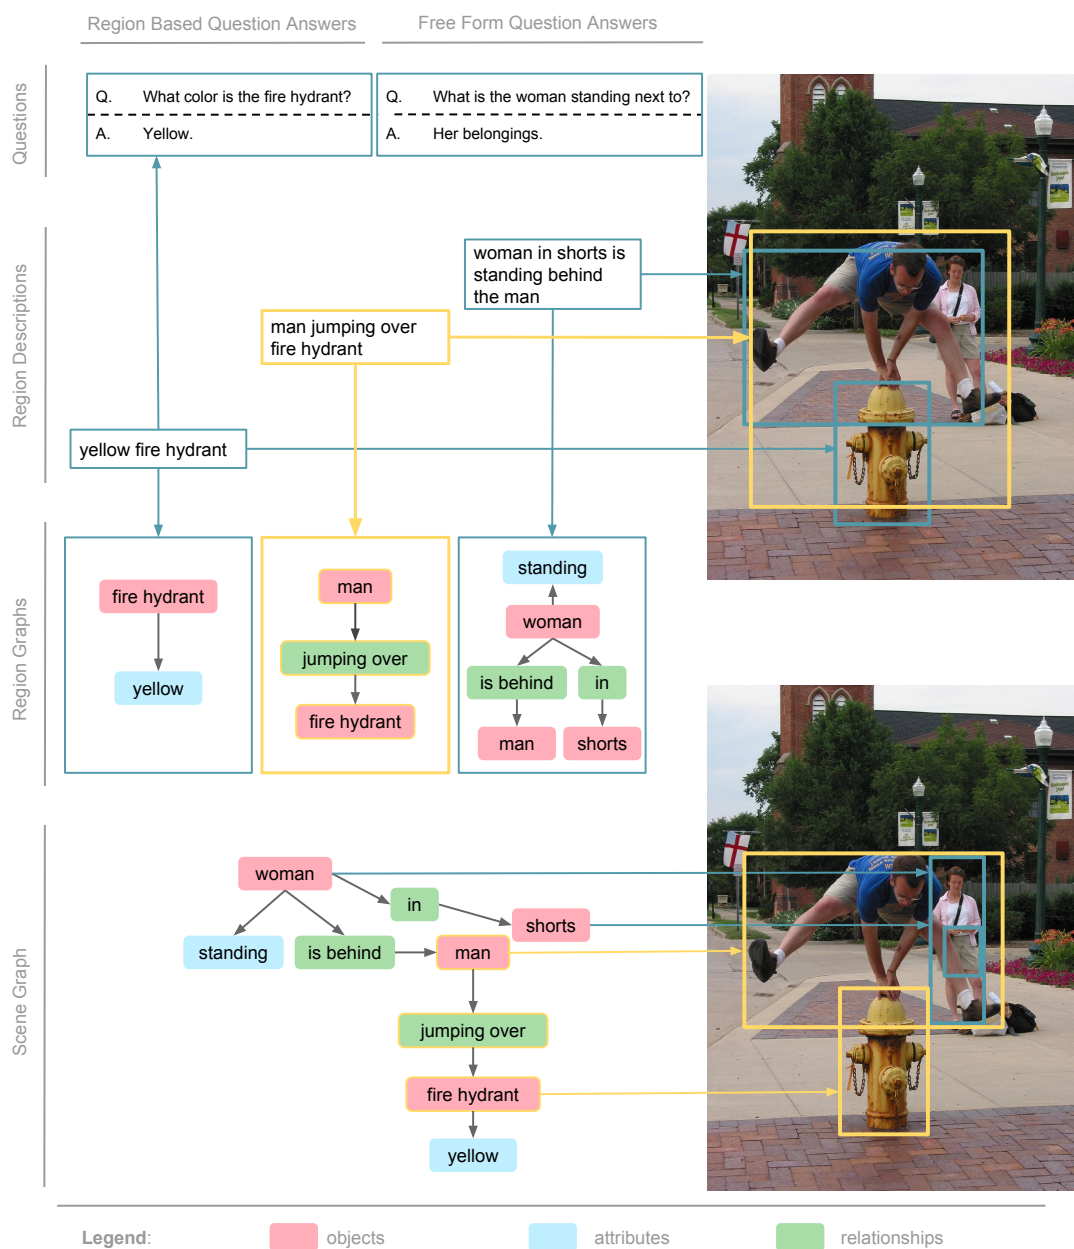 Region Based Question Answers
Free Form Question Answers
Questions
Q. What color is the fire hydrant?
A. Yellow.
Q. What is the woman standing next to?
A. Her belongings.
Region Descriptions
woman in shorts is
standing behind
the man
man jumping over
fire hydrant
yellow fire hydrant
Region Graphs
fire hydrant
yellow
man
jumping over
fire hydrant
standing
woman
is behind
in
man
shorts
Scene Graph
woman
in
shorts
standing
is behind
man
jumping over
fire hydrant
yellow
Legend:
objects
attributes
relationships